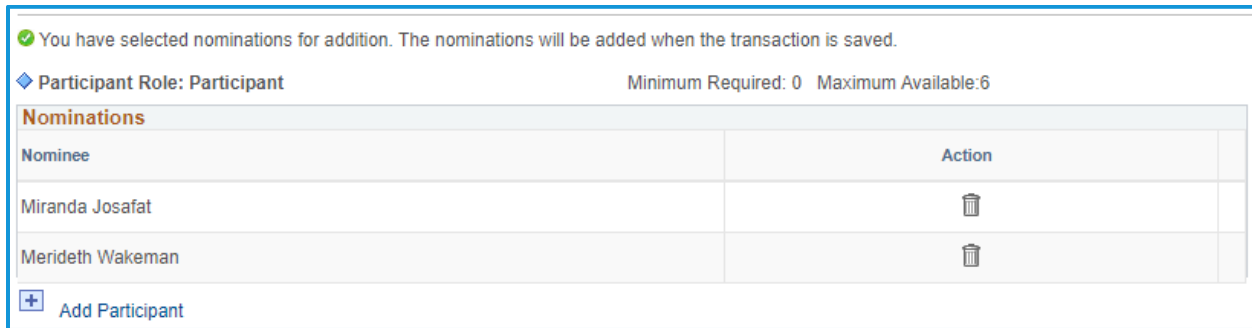 You have selected nominations for addition. The nominations will be added when the transaction is saved.
Participant Role: Participant Minimum Required: 0 Maximum Available:6
Nominations
Nominee Action
Miranda Josafat
Merideth Wakeman
Add Participant